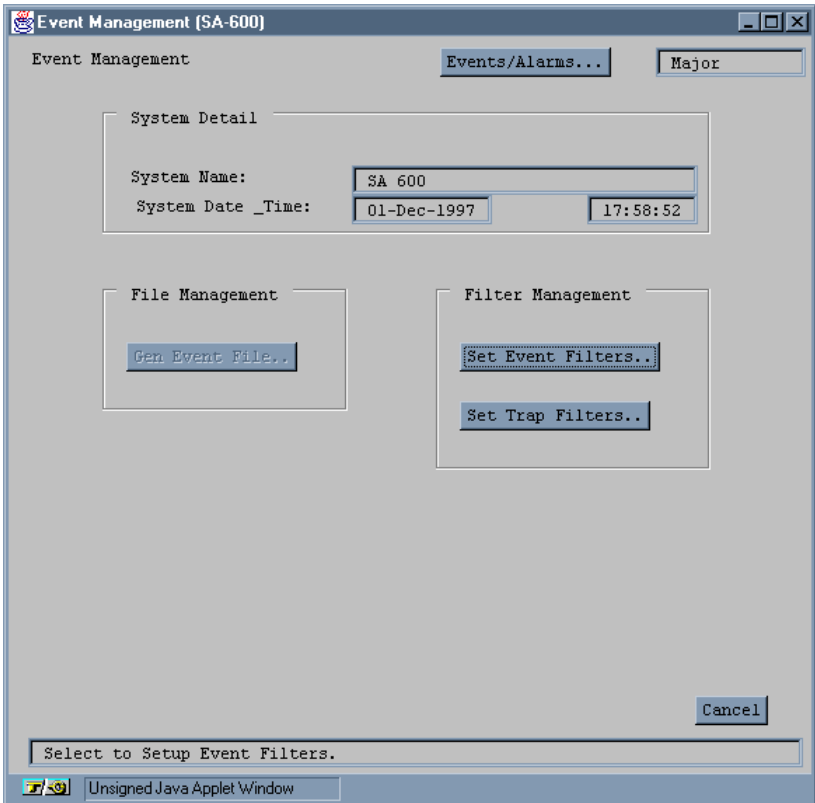 Event Management (SA-600)
Event Management
Events/Alarms...
Major
System Detail
System Name:
SA 600
System Date _Time:
01-Dec-1997
17:58:52
File Management
Gen Event File..
Filter Management
Set Event Filters..
Set Trap Filters..
Cancel
Select to Setup Event Filters.
Unsigned Java Applet Window